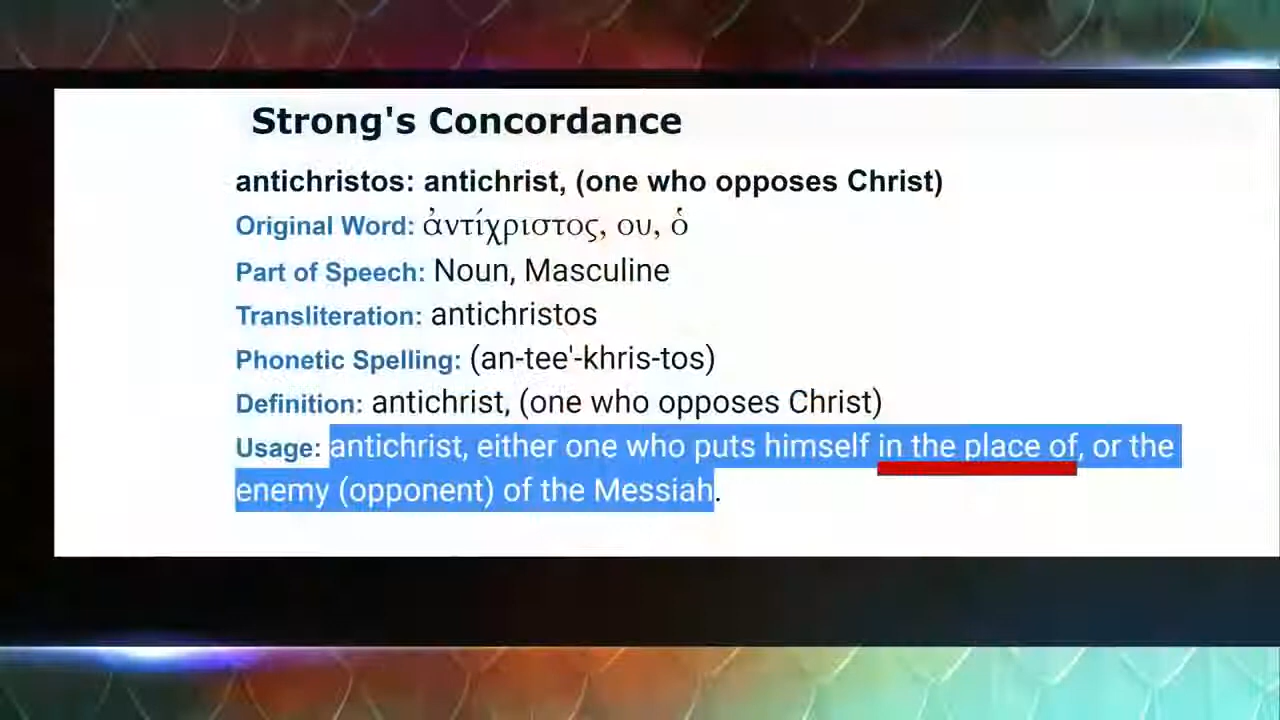 Strong's Concordance
antichristos: antichrist, (one who opposes Christ)
Original Word: ἀντίχριστος, ου, ὁ
Part of Speech: Noun, Masculine
Transliteration: antichristos
Phonetic Spelling: (an-tee'-khris-tos)
Definition: antichrist, (one who opposes Christ)
Usage: antichrist, either one who puts himself in the place of, or the
enemy (opponent) of the Messiah.